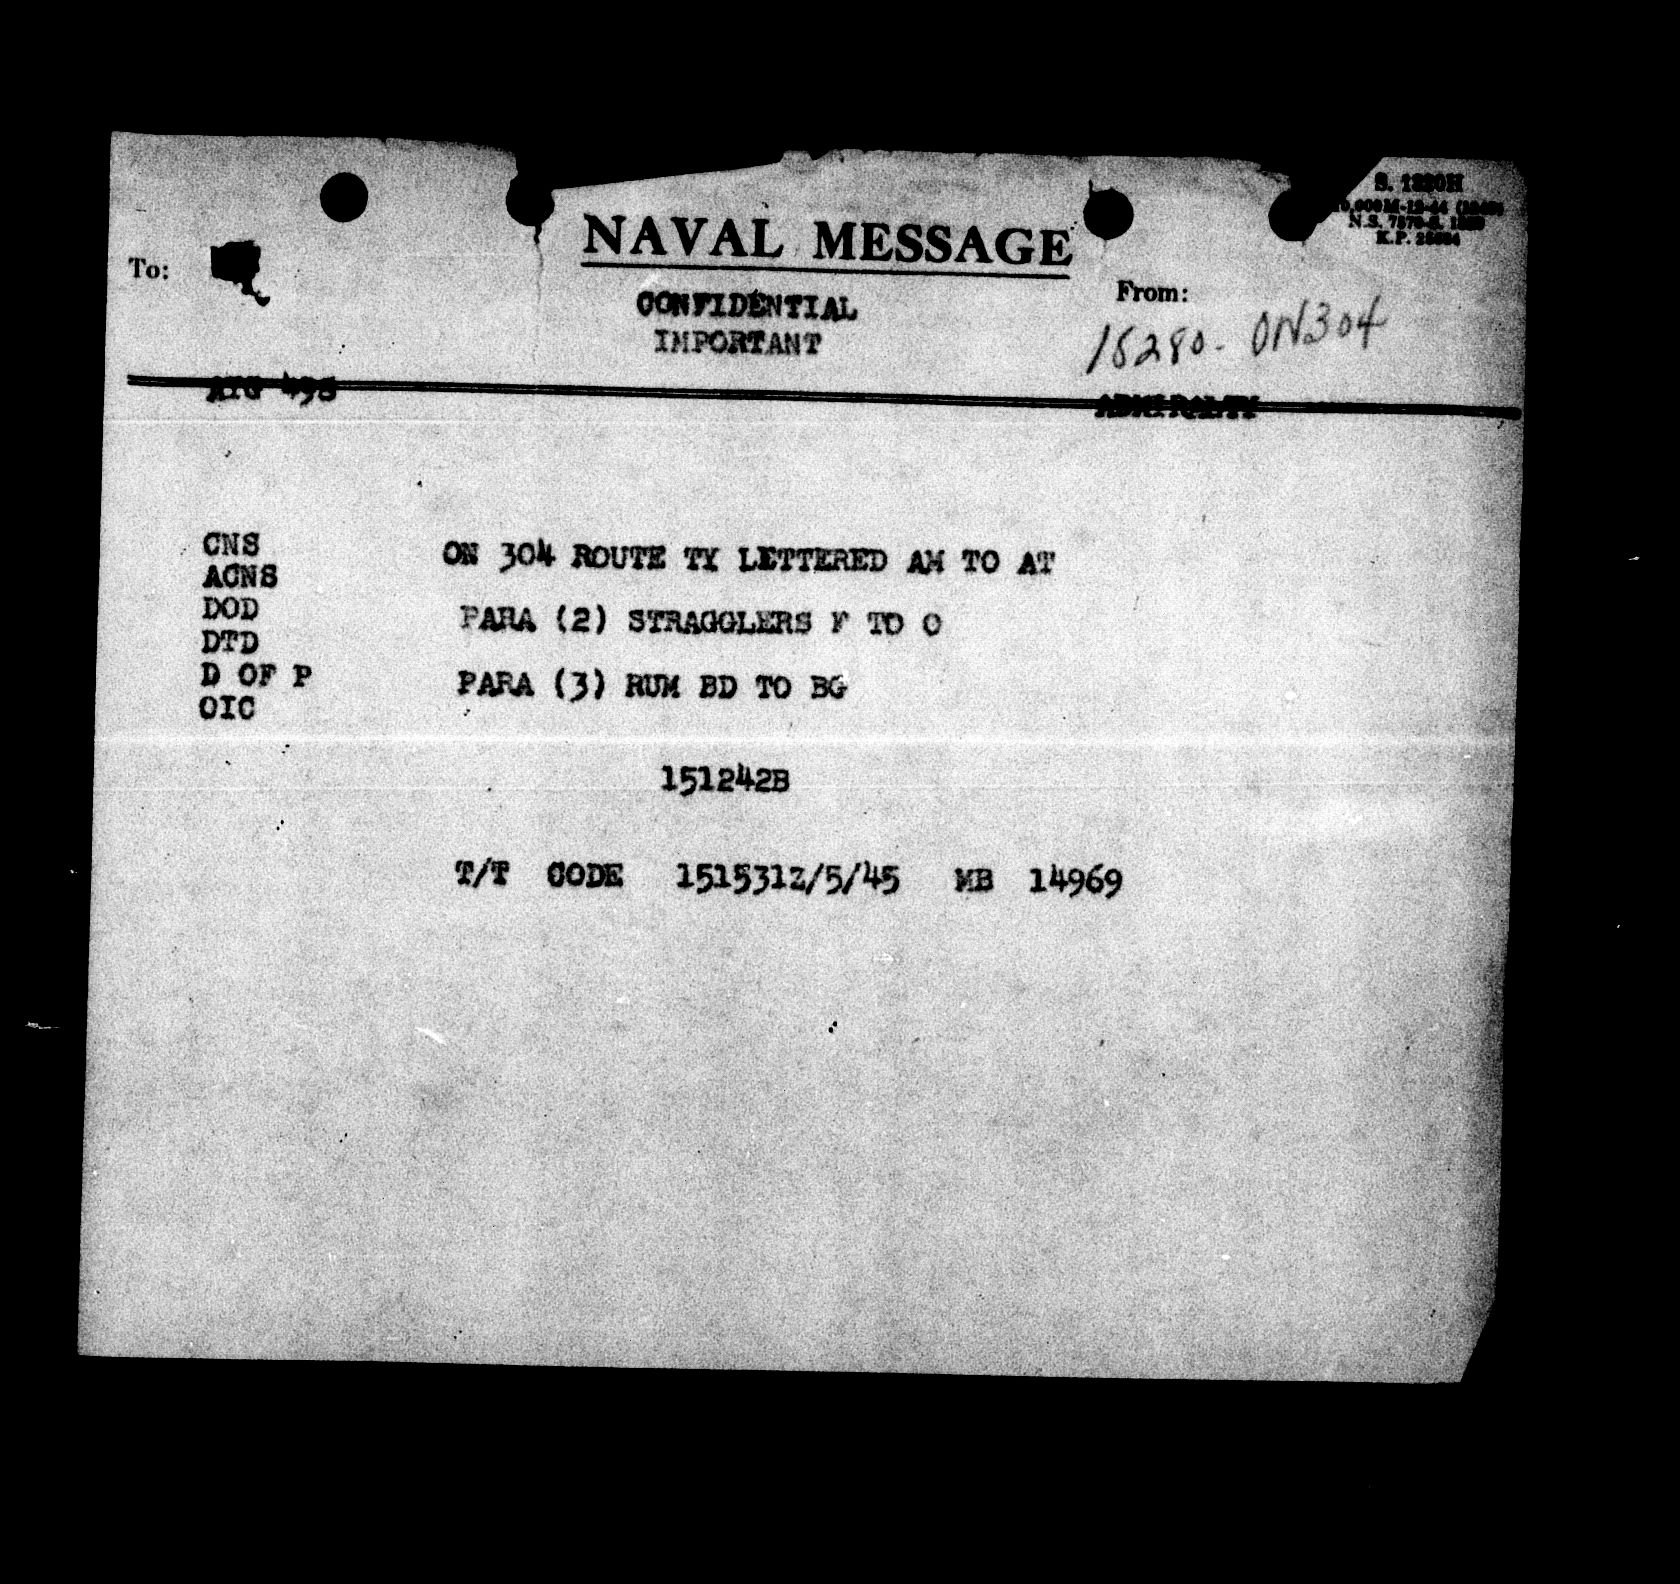 S. 1320H
N.S. 
K.P. 
NAVAL MESSAGE
To:
From:
CONFIDENTIAL
IMPORTANT
18280- ON304
ADMIRALTY
CNS
ON 304 ROUTE TY LETTERED AM TO AT
ACNS
DOD
PARA (2) STRAGGLERS F TO O
DTD
D OF P
PARA (3) RUM BD TO BG
OIC
151242B
T/T CODE 151531Z/5/45 MB 14969